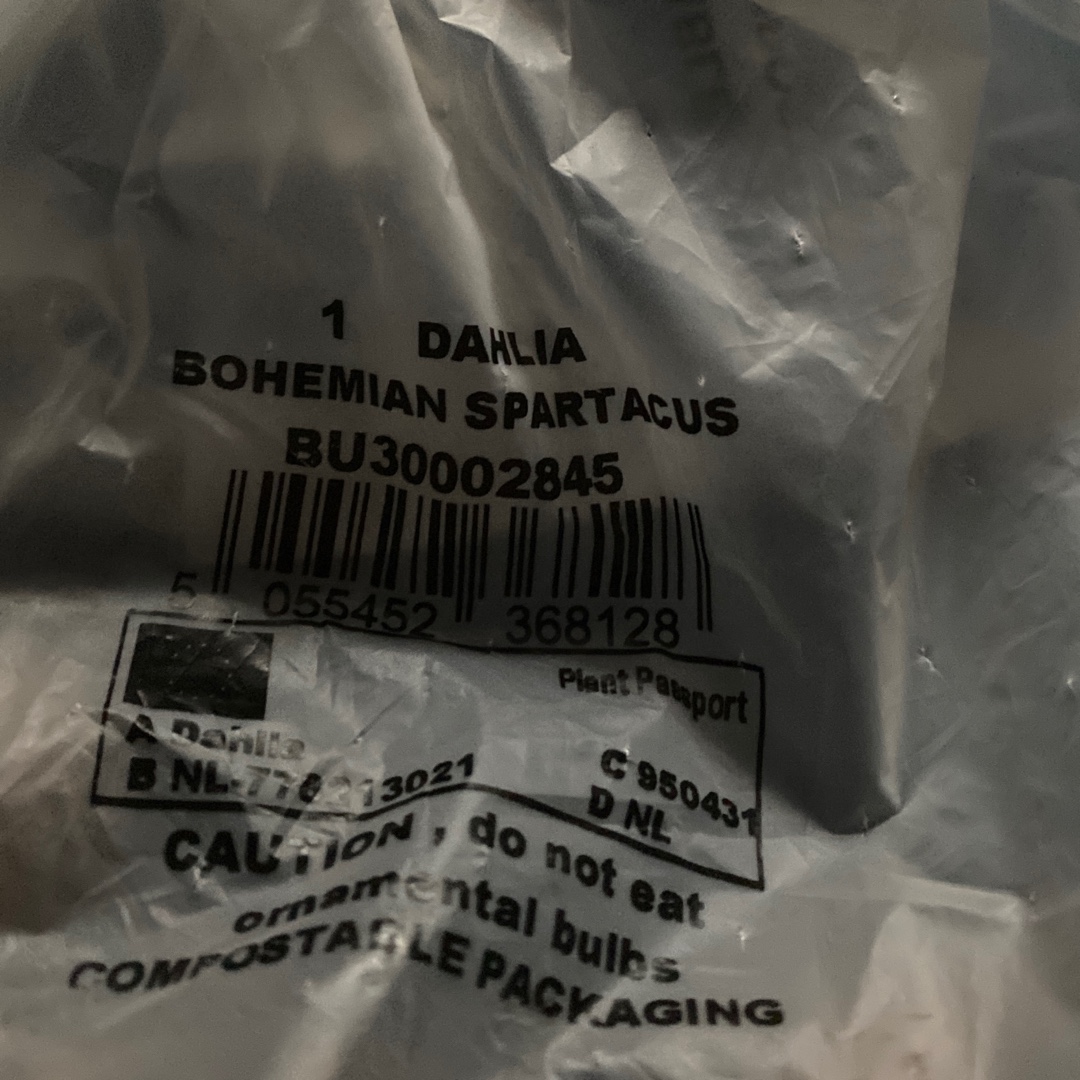 1 DAHLIA
BOHEMIAN SPARTACUS
BU30002845
5 055452 368128
Plant Passport
A Dahlia
B NL-778213021
C 950431
D NL
CAUTION , do not eat
ornamental bulbs
COMPOSTABLE PACKAGING